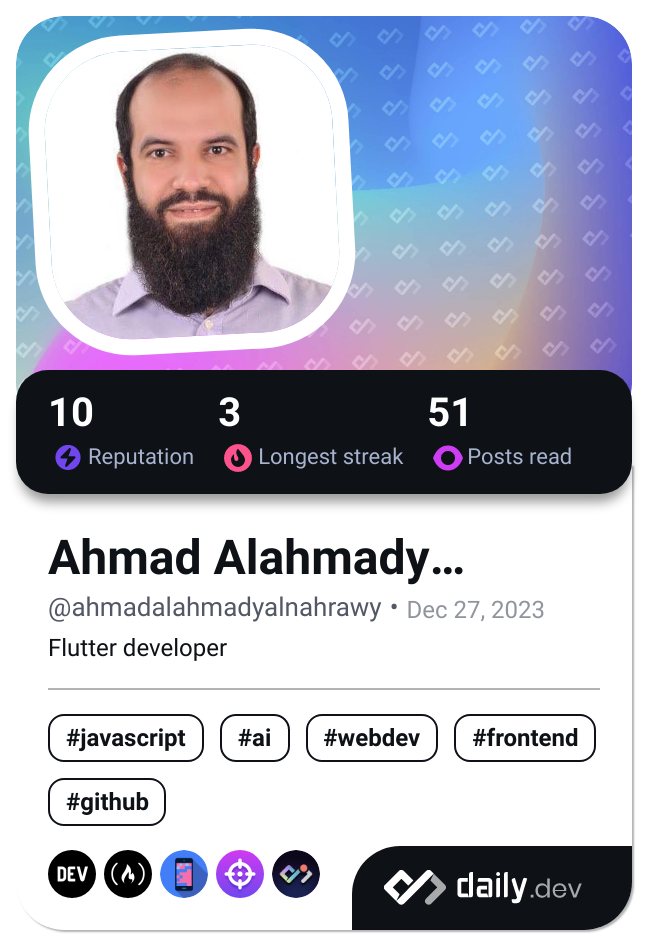 10 3 51
Reputation Longest streak Posts read
Ahmad Alahmady…
@ahmadalahmadyalnahrawy • Dec 27, 2023
Flutter developer
#javascript #ai #webdev #frontend
#github
DEV
daily.dev